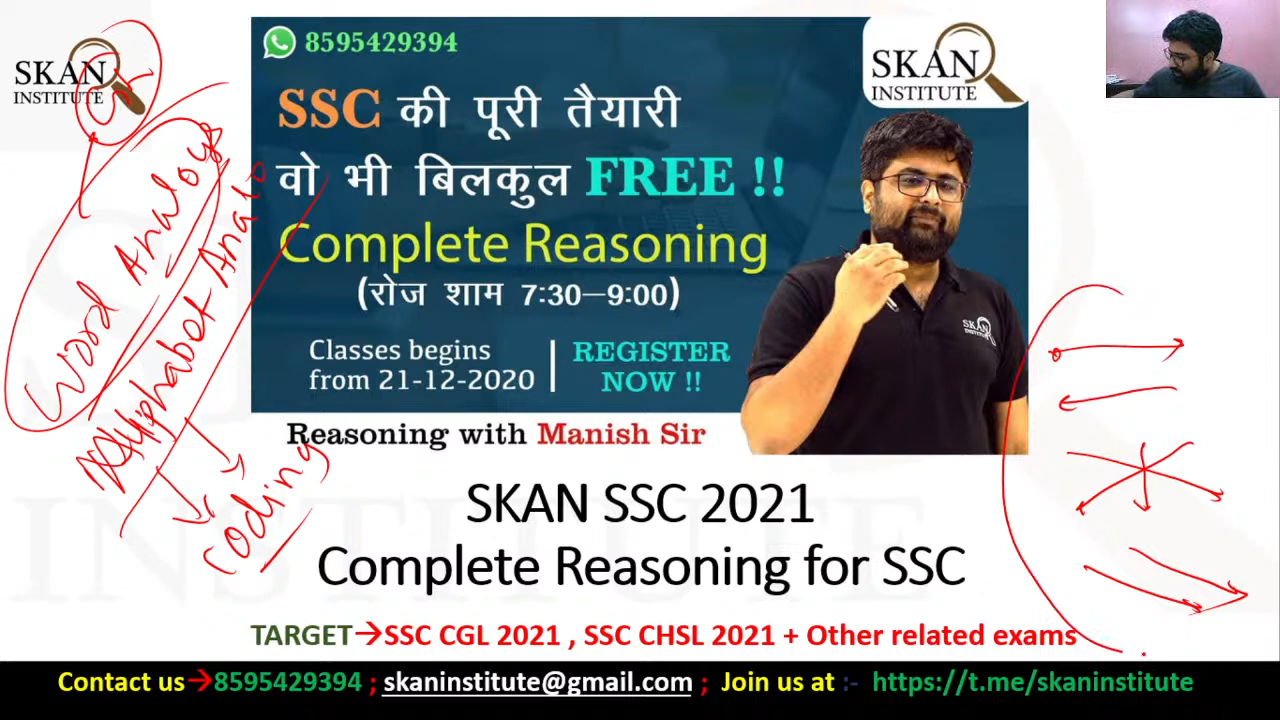 SKAN
INSTITUTE
8595429394
SKAN
INSTITUTE
SSC की पूरी तैयारी
वो भी बिलकुल FREE !!
Complete Reasoning
(रोज शाम 7:30–9:00)
Classes begins
from 21-12-2020
REGISTER
NOW !!
SKAN
INSTITUTE
Reasoning with Manish Sir
Word Analogy
Alphabet
coding
SKAN SSC 2021
Complete Reasoning for SSC
TARGET→SSC CGL 2021 , SSC CHSL 2021 + Other related exams
Contact us→8595429394 ; skaninstitute@gmail.com ; Join us at :- https://t.me/skaninstitute